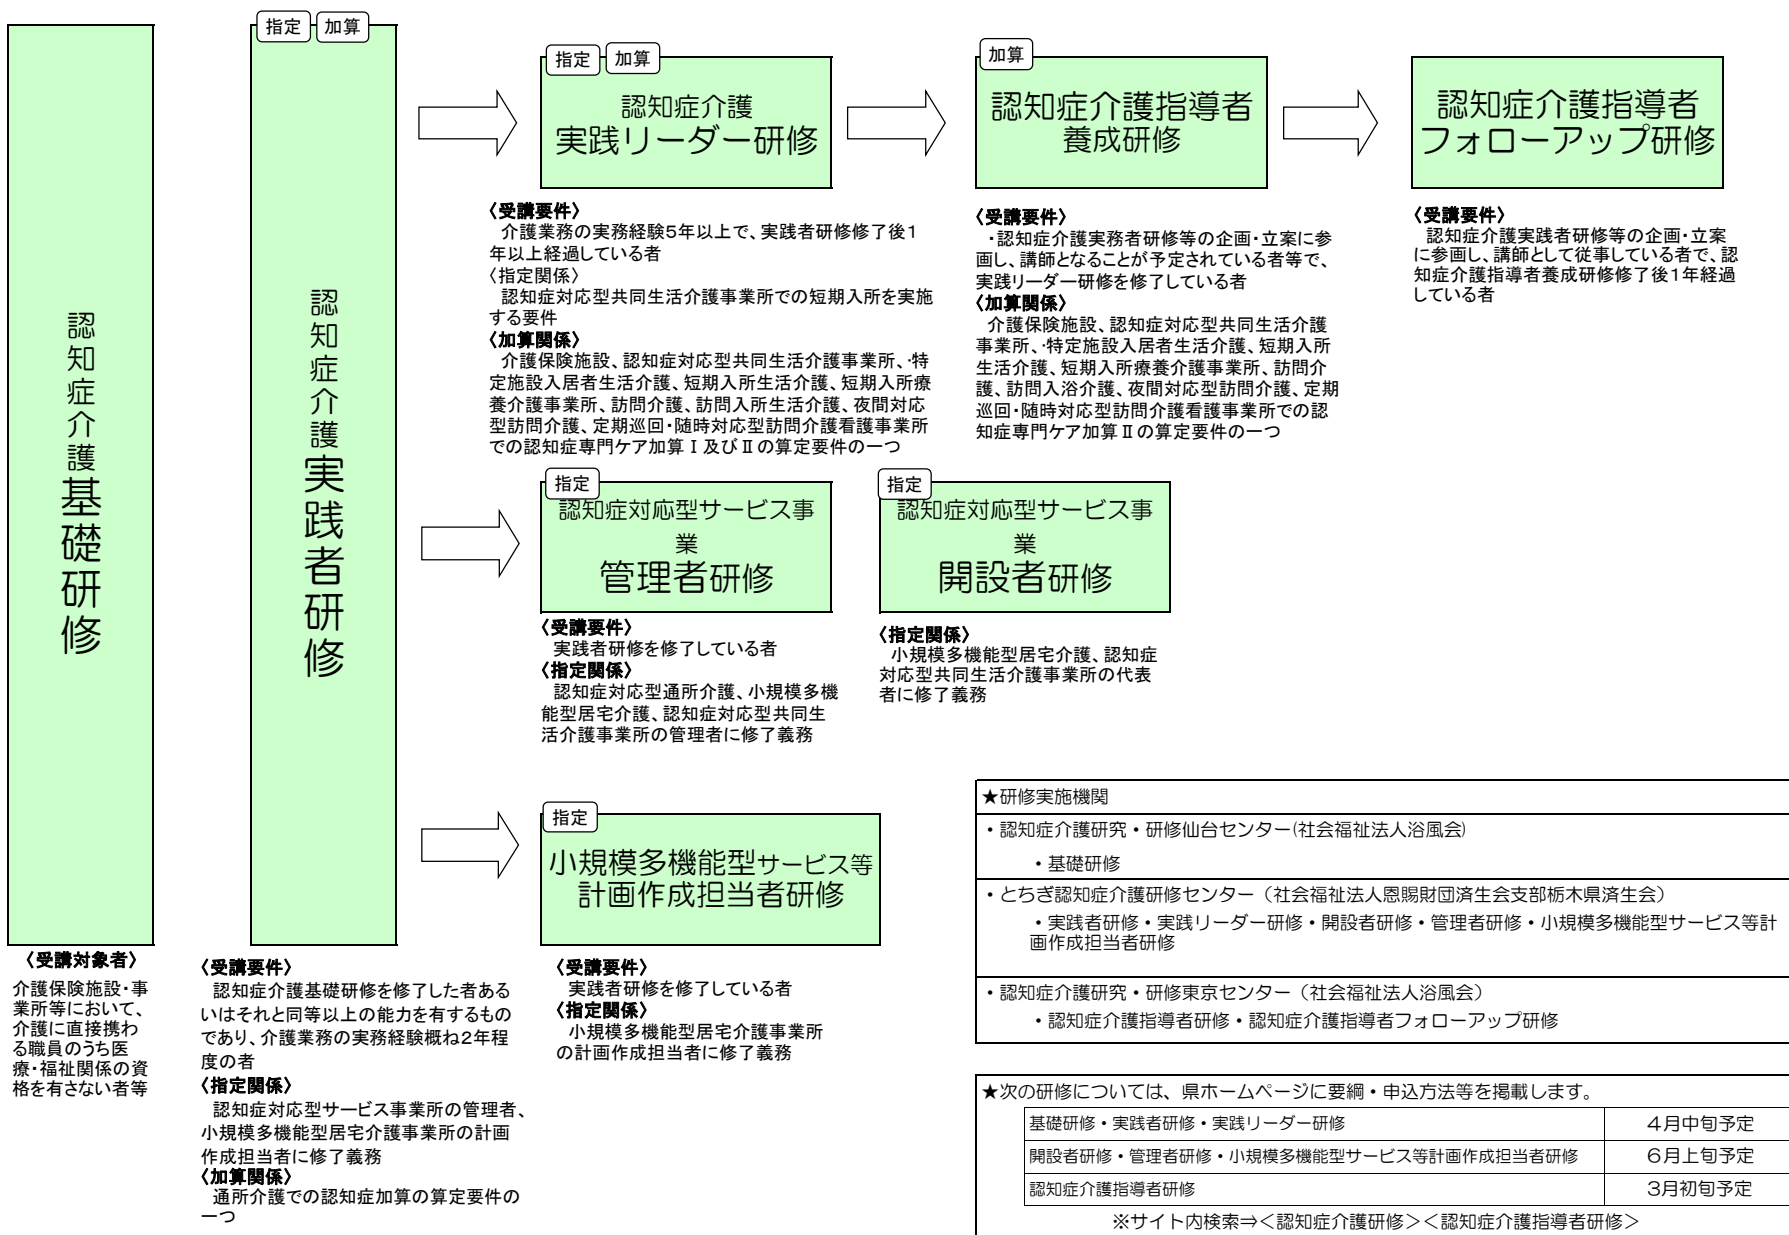 認知症介護基礎研修
〈受講対象者〉
介護保険施設・事
業所等において、
介護に直接携わ
る職員のうち医
療・福祉関係の資
格を有さない者等
指定 加算
認知症介護実践者研修
〈受講要件〉
認知症介護基礎研修を修了した者ある
いはそれと同等以上の能力を有するもの
であり、介護業務の実務経験概ね2年程
度の者
〈指定関係〉
認知症対応型サービス事業所の管理者、
小規模多機能型居宅介護事業所の計画
作成担当者に修了義務
〈加算関係〉
通所介護での認知症加算の算定要件の
一つ
指定 加算
認知症介護
実践リーダー研修
〈受講要件〉
介護業務の実務経験5年以上で、実践者研修修了後1
年以上経過している者
〈指定関係〉
認知症対応型共同生活介護事業所での短期入所を実施
する要件
〈加算関係〉
介護保険施設、認知症対応型共同生活介護事業所、・特
定施設入居者生活介護、短期入所生活介護、短期入所療
養介護事業所、訪問介護、訪問入所生活介護、夜間対応
型訪問介護、定期巡回・随時対応型訪問介護看護事業所
での認知症専門ケア加算Ⅰ及びⅡの算定要件の一つ
加算
認知症介護指導者
養成研修
〈受講要件〉
・認知症介護実務者研修等の企画・立案に参
画し、講師となることが予定されている者等で、
実践リーダー研修を修了している者
〈加算関係〉
介護保険施設、認知症対応型共同生活介護
事業所、・特定施設入居者生活介護、短期入所
生活介護、短期入所療養介護事業所、訪問介
護、訪問入浴介護、夜間対応型訪問介護、定期
巡回・随時対応型訪問介護看護事業所での認
知症専門ケア加算Ⅱの算定要件の一つ
認知症介護指導者
フォローアップ研修
〈受講要件〉
認知症介護実践者研修等の企画・立案
に参画し、講師として従事している者で、認
知症介護指導者養成研修修了後1年経過
している者
指定
認知症対応型サービス事
業
管理者研修
〈受講要件〉
実践者研修を修了している者
〈指定関係〉
認知症対応型通所介護、小規模多機
能型居宅介護、認知症対応型共同生
活介護事業所の管理者に修了義務
指定
認知症対応型サービス事
業
開設者研修
〈指定関係〉
小規模多機能型居宅介護、認知症
対応型共同生活介護事業所の代表
者に修了義務
指定
小規模多機能型サービス等
計画作成担当者研修
〈受講要件〉
実践者研修を修了している者
〈指定関係〉
小規模多機能型居宅介護事業所
の計画作成担当者に修了義務
★研修実施機関
・認知症介護研究・研修仙台センター(社会福祉法人浴風会)
・基礎研修
・とちぎ認知症介護研修センター（社会福祉法人恩賜財団済生会支部栃木県済生会）
・実践者研修・実践リーダー研修・開設者研修・管理者研修・小規模多機能型サービス等計
画作成担当者研修
・認知症介護研究・研修東京センター（社会福祉法人浴風会）
・認知症介護指導者研修・認知症介護指導者フォローアップ研修
★次の研修については、県ホームページに要綱・申込方法等を掲載します。
基礎研修・実践者研修・実践リーダー研修 4月中旬予定
開設者研修・管理者研修・小規模多機能型サービス等計画作成担当者研修 6月上旬予定
認知症介護指導者研修 3月初旬予定
※サイト内検索⇒＜認知症介護研修＞＜認知症介護指導者研修＞